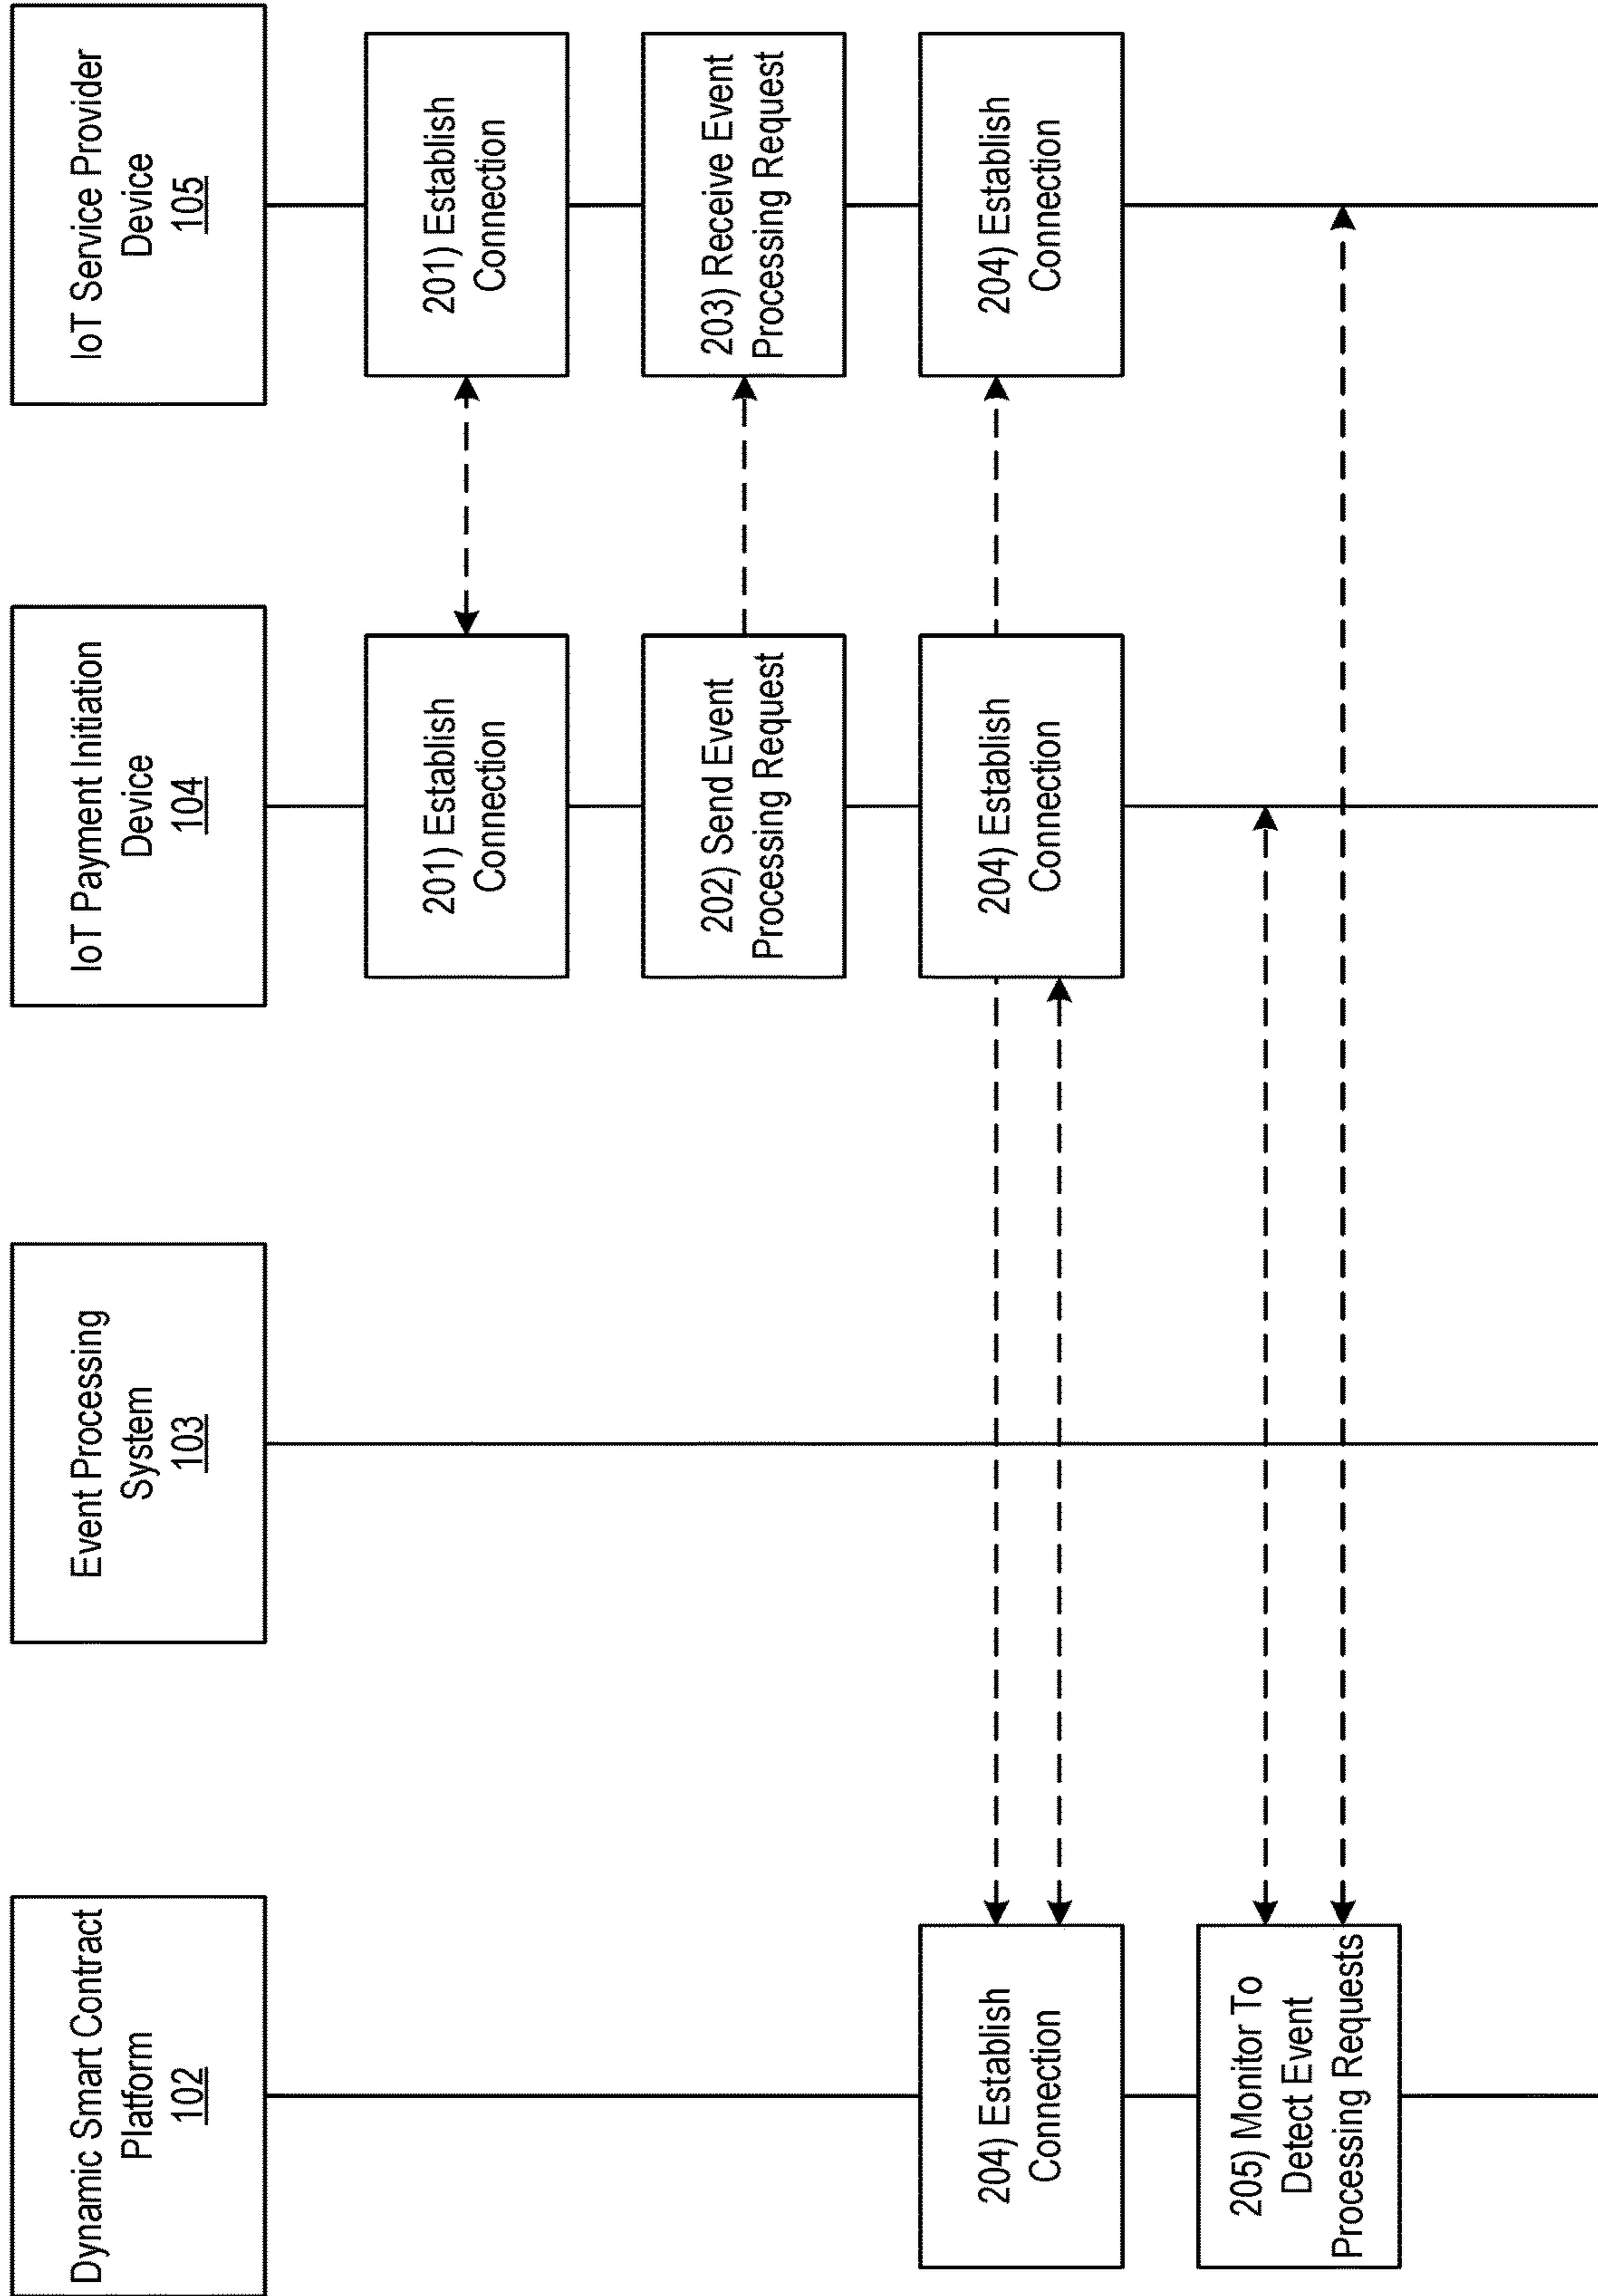 Dynamic Smart Contract
Platform
102
Event Processing
System
103
IoT Payment Initiation
Device
104
IoT Service Provider
Device
105
201) Establish
Connection
201) Establish
Connection
202) Send Event
Processing Request
203) Receive Event
Processing Request
204) Establish
Connection
204) Establish
Connection
204) Establish
Connection
205) Monitor To
Detect Event
Processing Requests